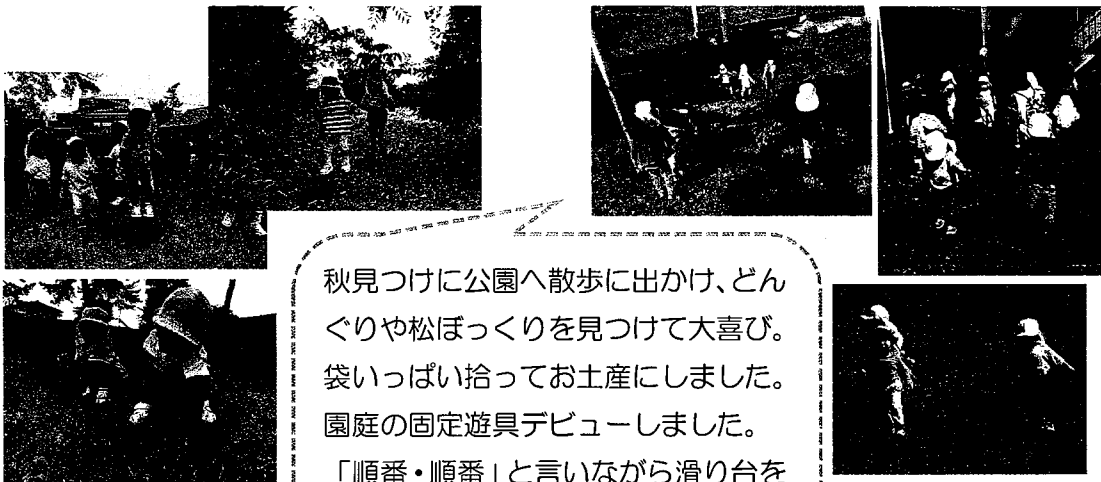 秋見つけに公園へ散歩に出かけ、どん
ぐりや松ぼっくりを見つけて大喜び。
袋いっぱい拾ってお土産にしました。
園庭の固定遊具デビューしました。
「順番・順番」と言いながら滑り台を